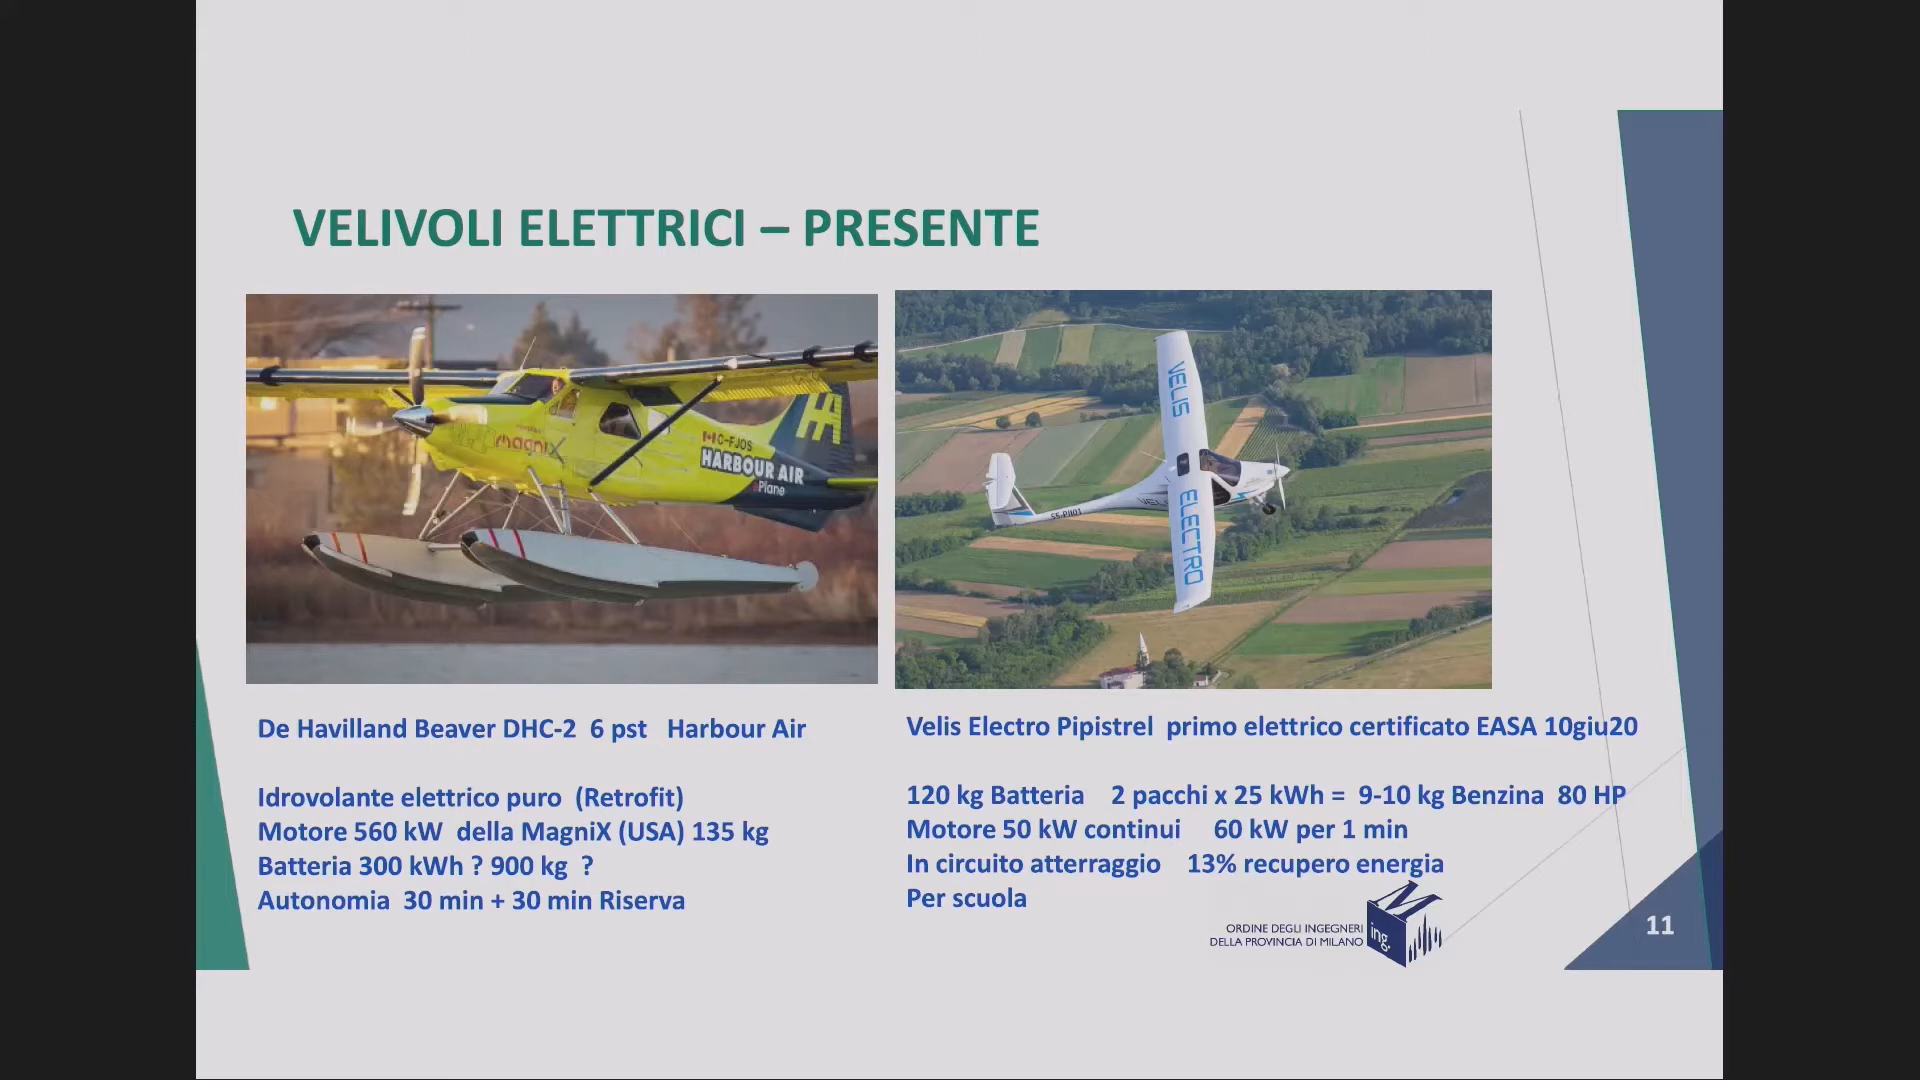 VELIVOLI ELETTRICI – PRESENTE
magniX
C-FJOS
HARBOUR AIR
ePlane
VELIS
ELECTRO
S5-PJI01
De Havilland Beaver DHC-2 6 pst Harbour Air
Idrovolante elettrico puro (Retrofit)
Motore 560 kW della MagniX (USA) 135 kg
Batteria 300 kWh ? 900 kg ?
Autonomia 30 min + 30 min Riserva
Velis Electro Pipistrel primo elettrico certificato EASA 10giu20
120 kg Batteria 2 pacchi x 25 kWh = 9-10 kg Benzina 80 HP
Motore 50 kW continui 60 kW per 1 min
In circuito atterraggio 13% recupero energia
Per scuola
ORDINE DEGLI INGEGNERI
DELLA PROVINCIA DI MILANO
ing.
11